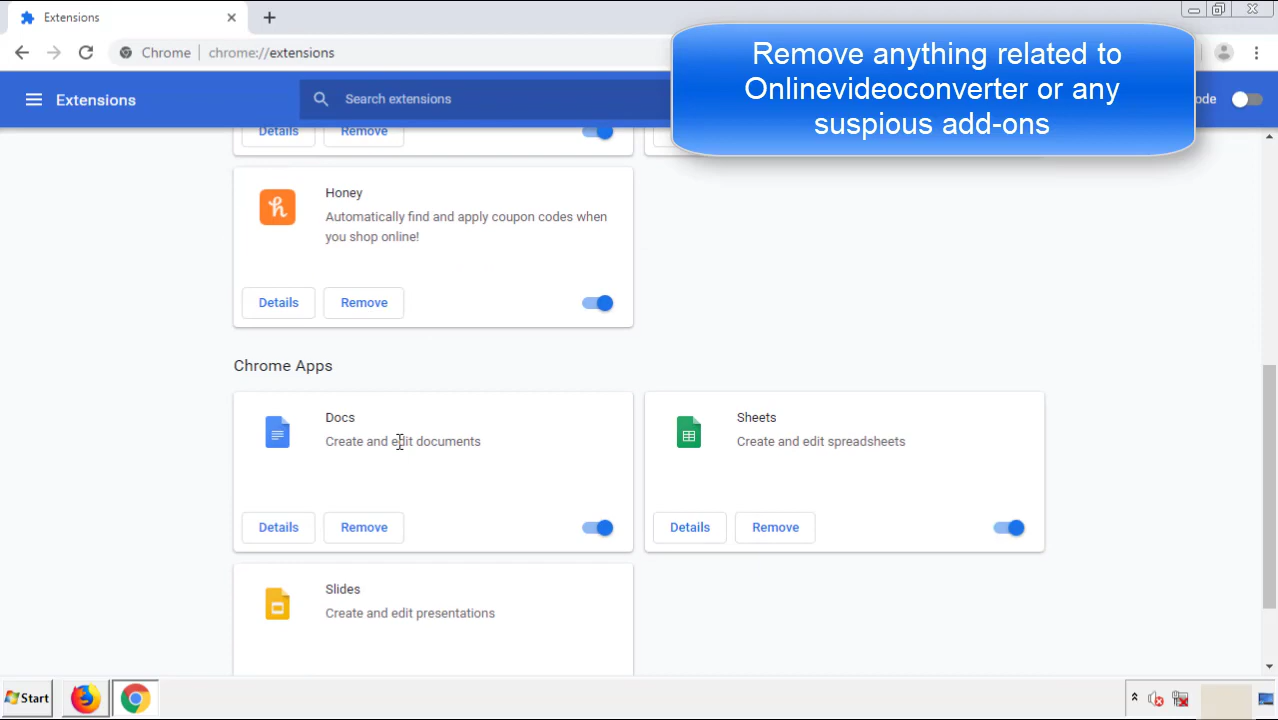 Extensions
Chrome
chrome://extensions
Remove anything related to
Onlinevideoconverter or any
suspious add-ons
Extensions
Search extensions
ode
Details
Remove
Honey
Automatically find and apply coupon codes when
you shop online!
Details
Remove
Chrome Apps
Docs
Create and edit documents
Details
Remove
Sheets
Create and edit spreadsheets
Details
Remove
Slides
Create and edit presentations
Start